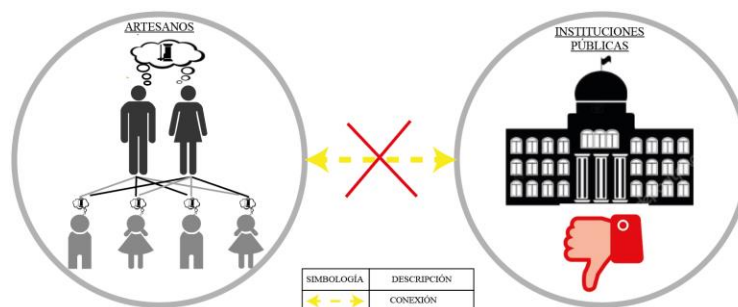 ARTESANOS
INSTITUCIONES
PÚBLICAS
SIMBOLOGÍA DESCRIPCIÓN
CONEXIÓN